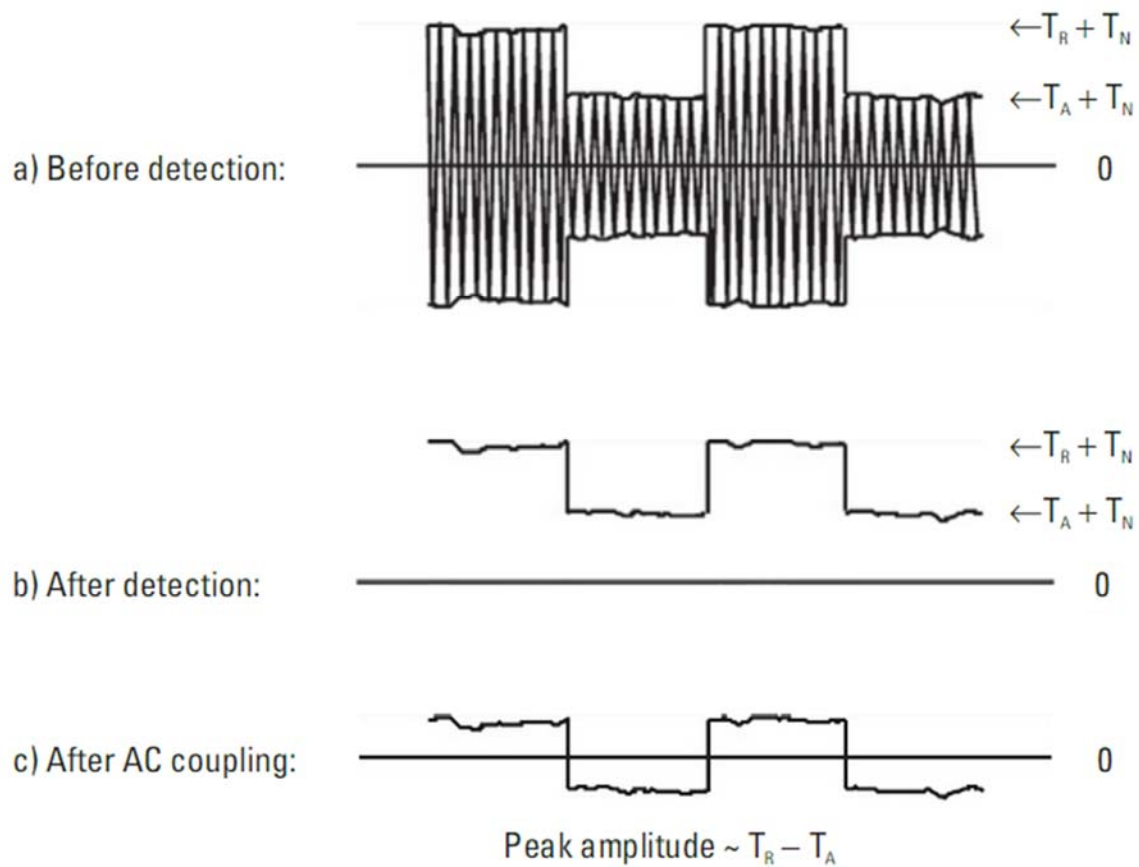 ←T_R + T_N
←T_A + T_N
a) Before detection: 0
←T_R + T_N
←T_A + T_N
b) After detection: 0
c) After AC coupling: 0
Peak amplitude ~ T_R − T_A